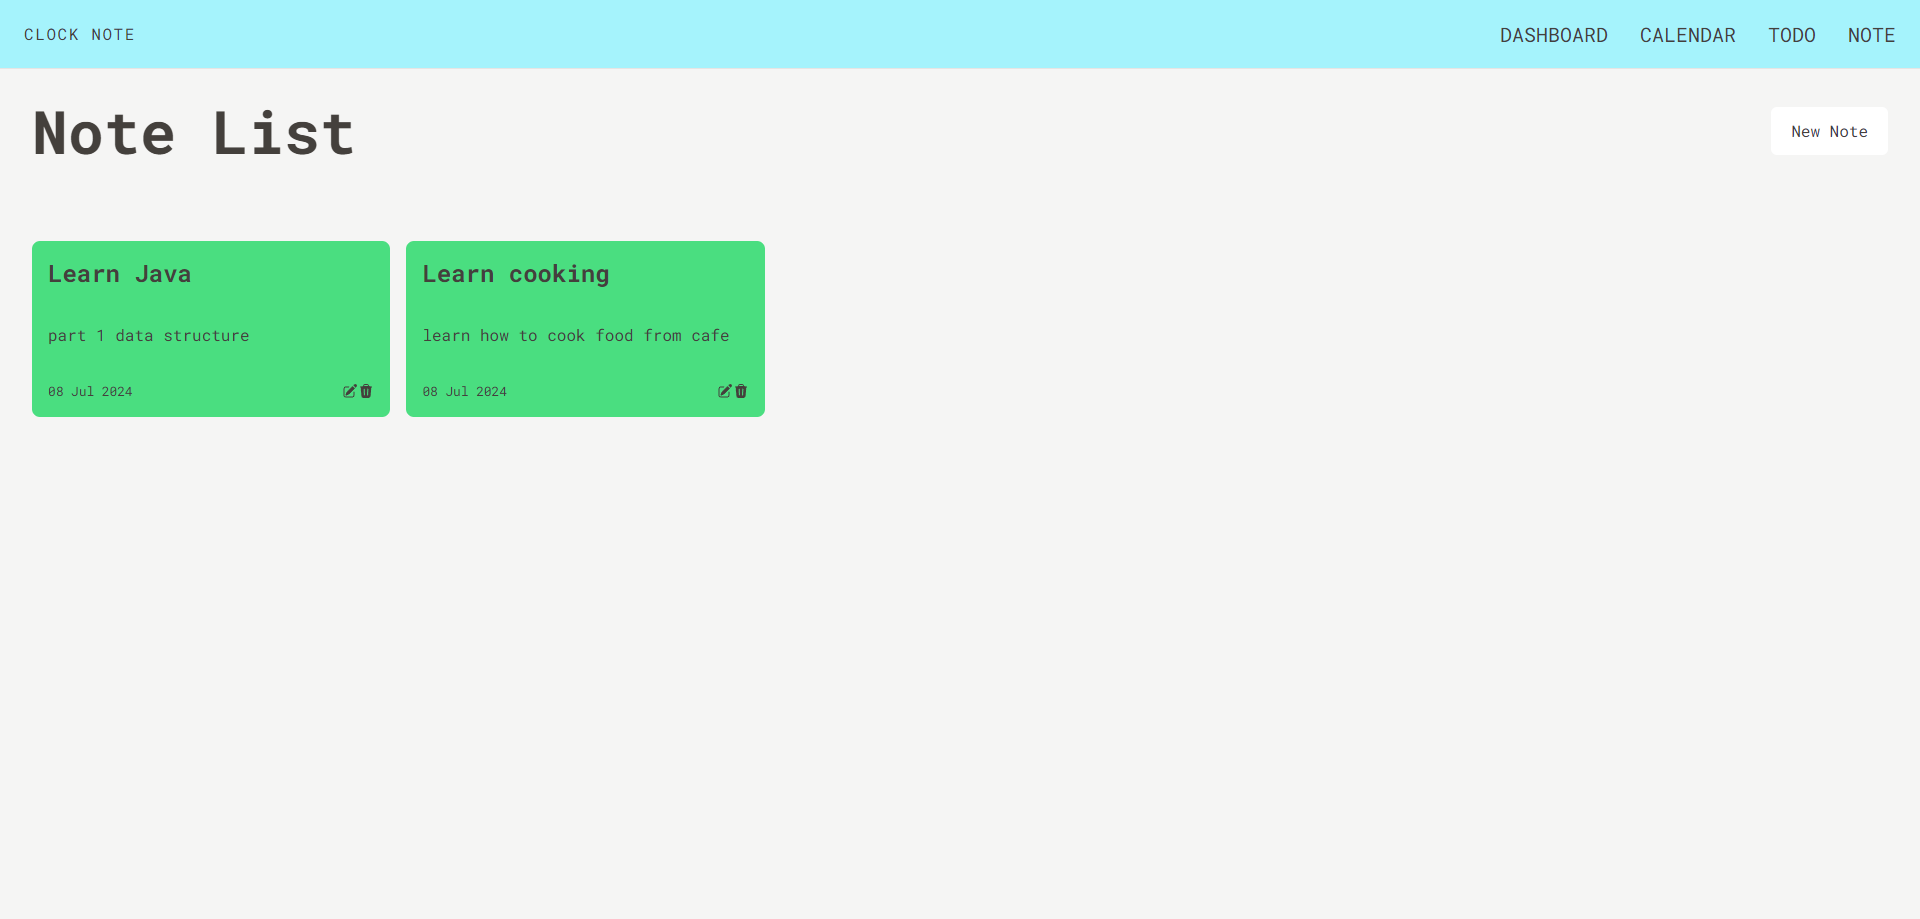 CLOCK NOTE
DASHBOARD CALENDAR TODO NOTE
Note List
New Note
Learn Java
part 1 data structure
08 Jul 2024
Learn cooking
learn how to cook food from cafe
08 Jul 2024